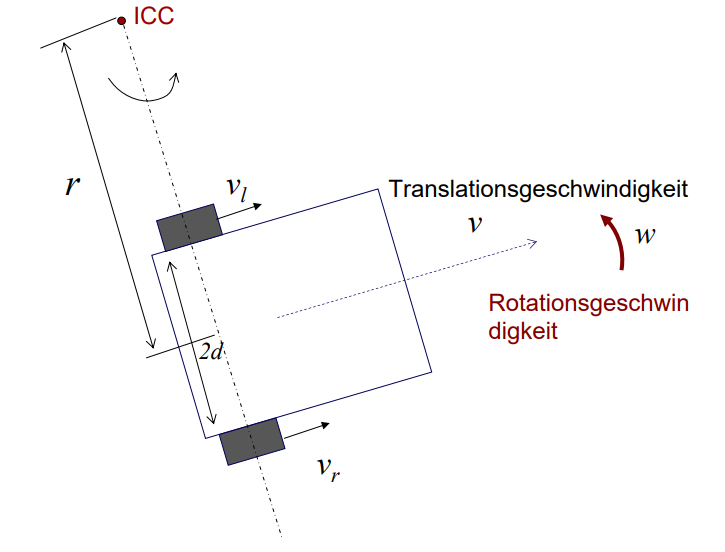 ICC
r
v_l
Translationsgeschwindigkeit
v
w
Rotationsgeschwin
digkeit
2d
v_r